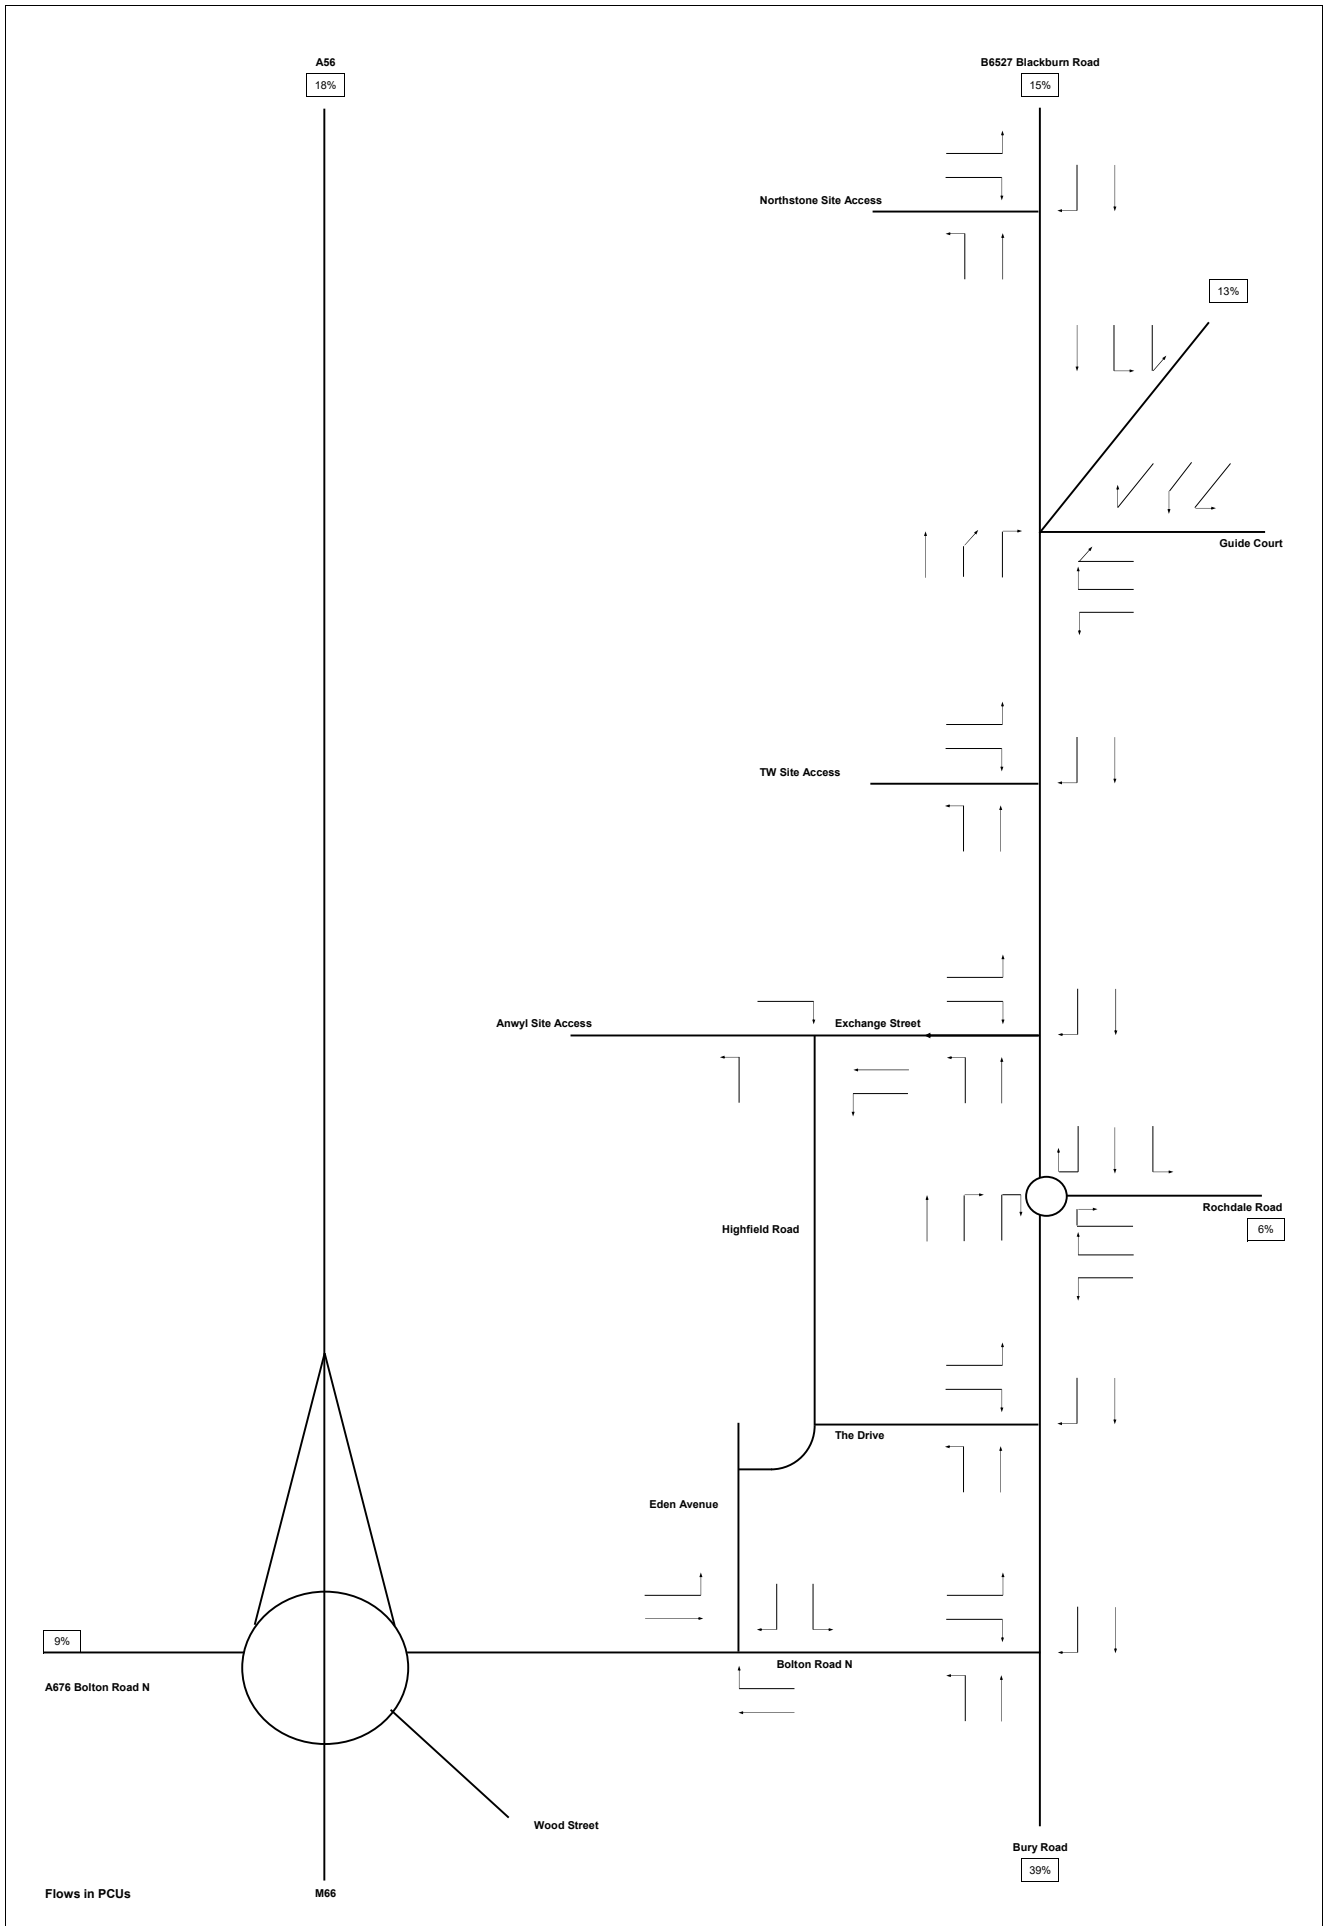 A56
B6527 Blackburn Road
18%
15%
Northstone Site Access
13%
Guide Court
TW Site Access
Anwyl Site Access
Exchange Street
Rochdale Road
Highfield Road
6%
The Drive
Eden Avenue
9%
Bolton Road N
A676 Bolton Road N
Wood Street
Bury Road
39%
Flows in PCUs
M66